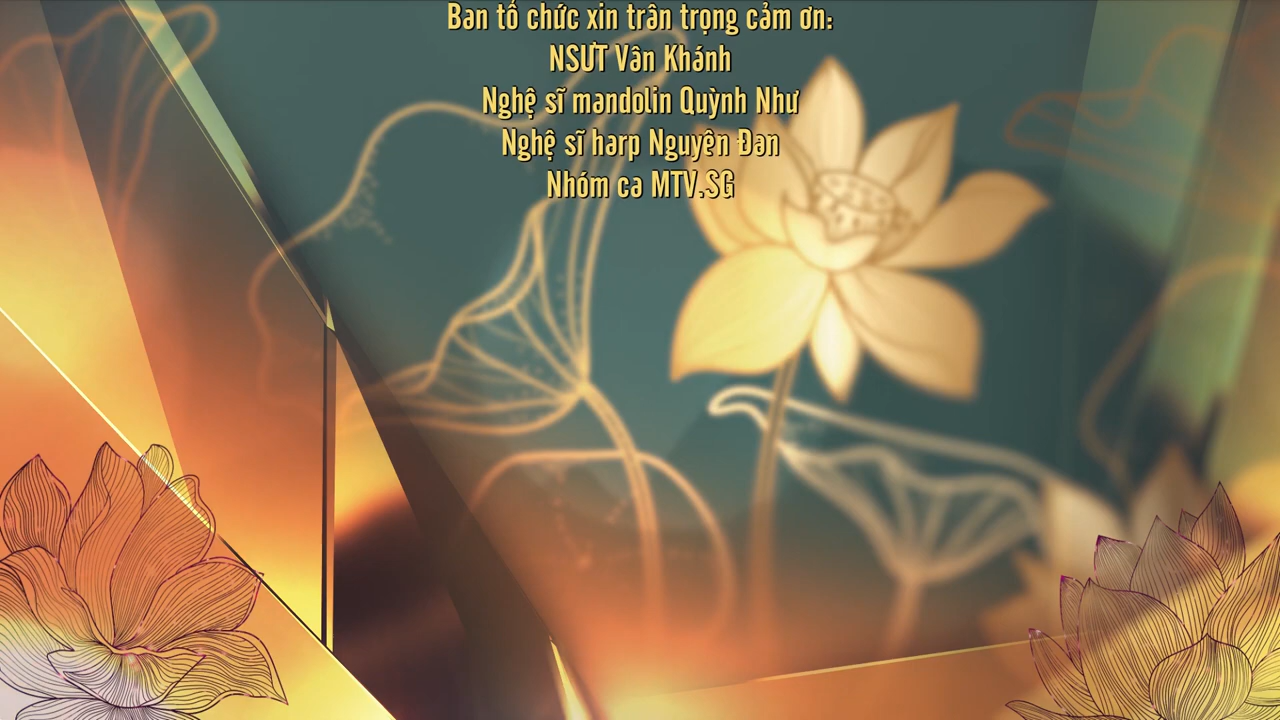 Ban tổ chức xin trân trọng cảm ơn:
NSƯT Vân Khánh
Nghệ sĩ mandolin Quỳnh Như
Nghệ sĩ harp Nguyên Đan
Nhóm ca MTV.SG